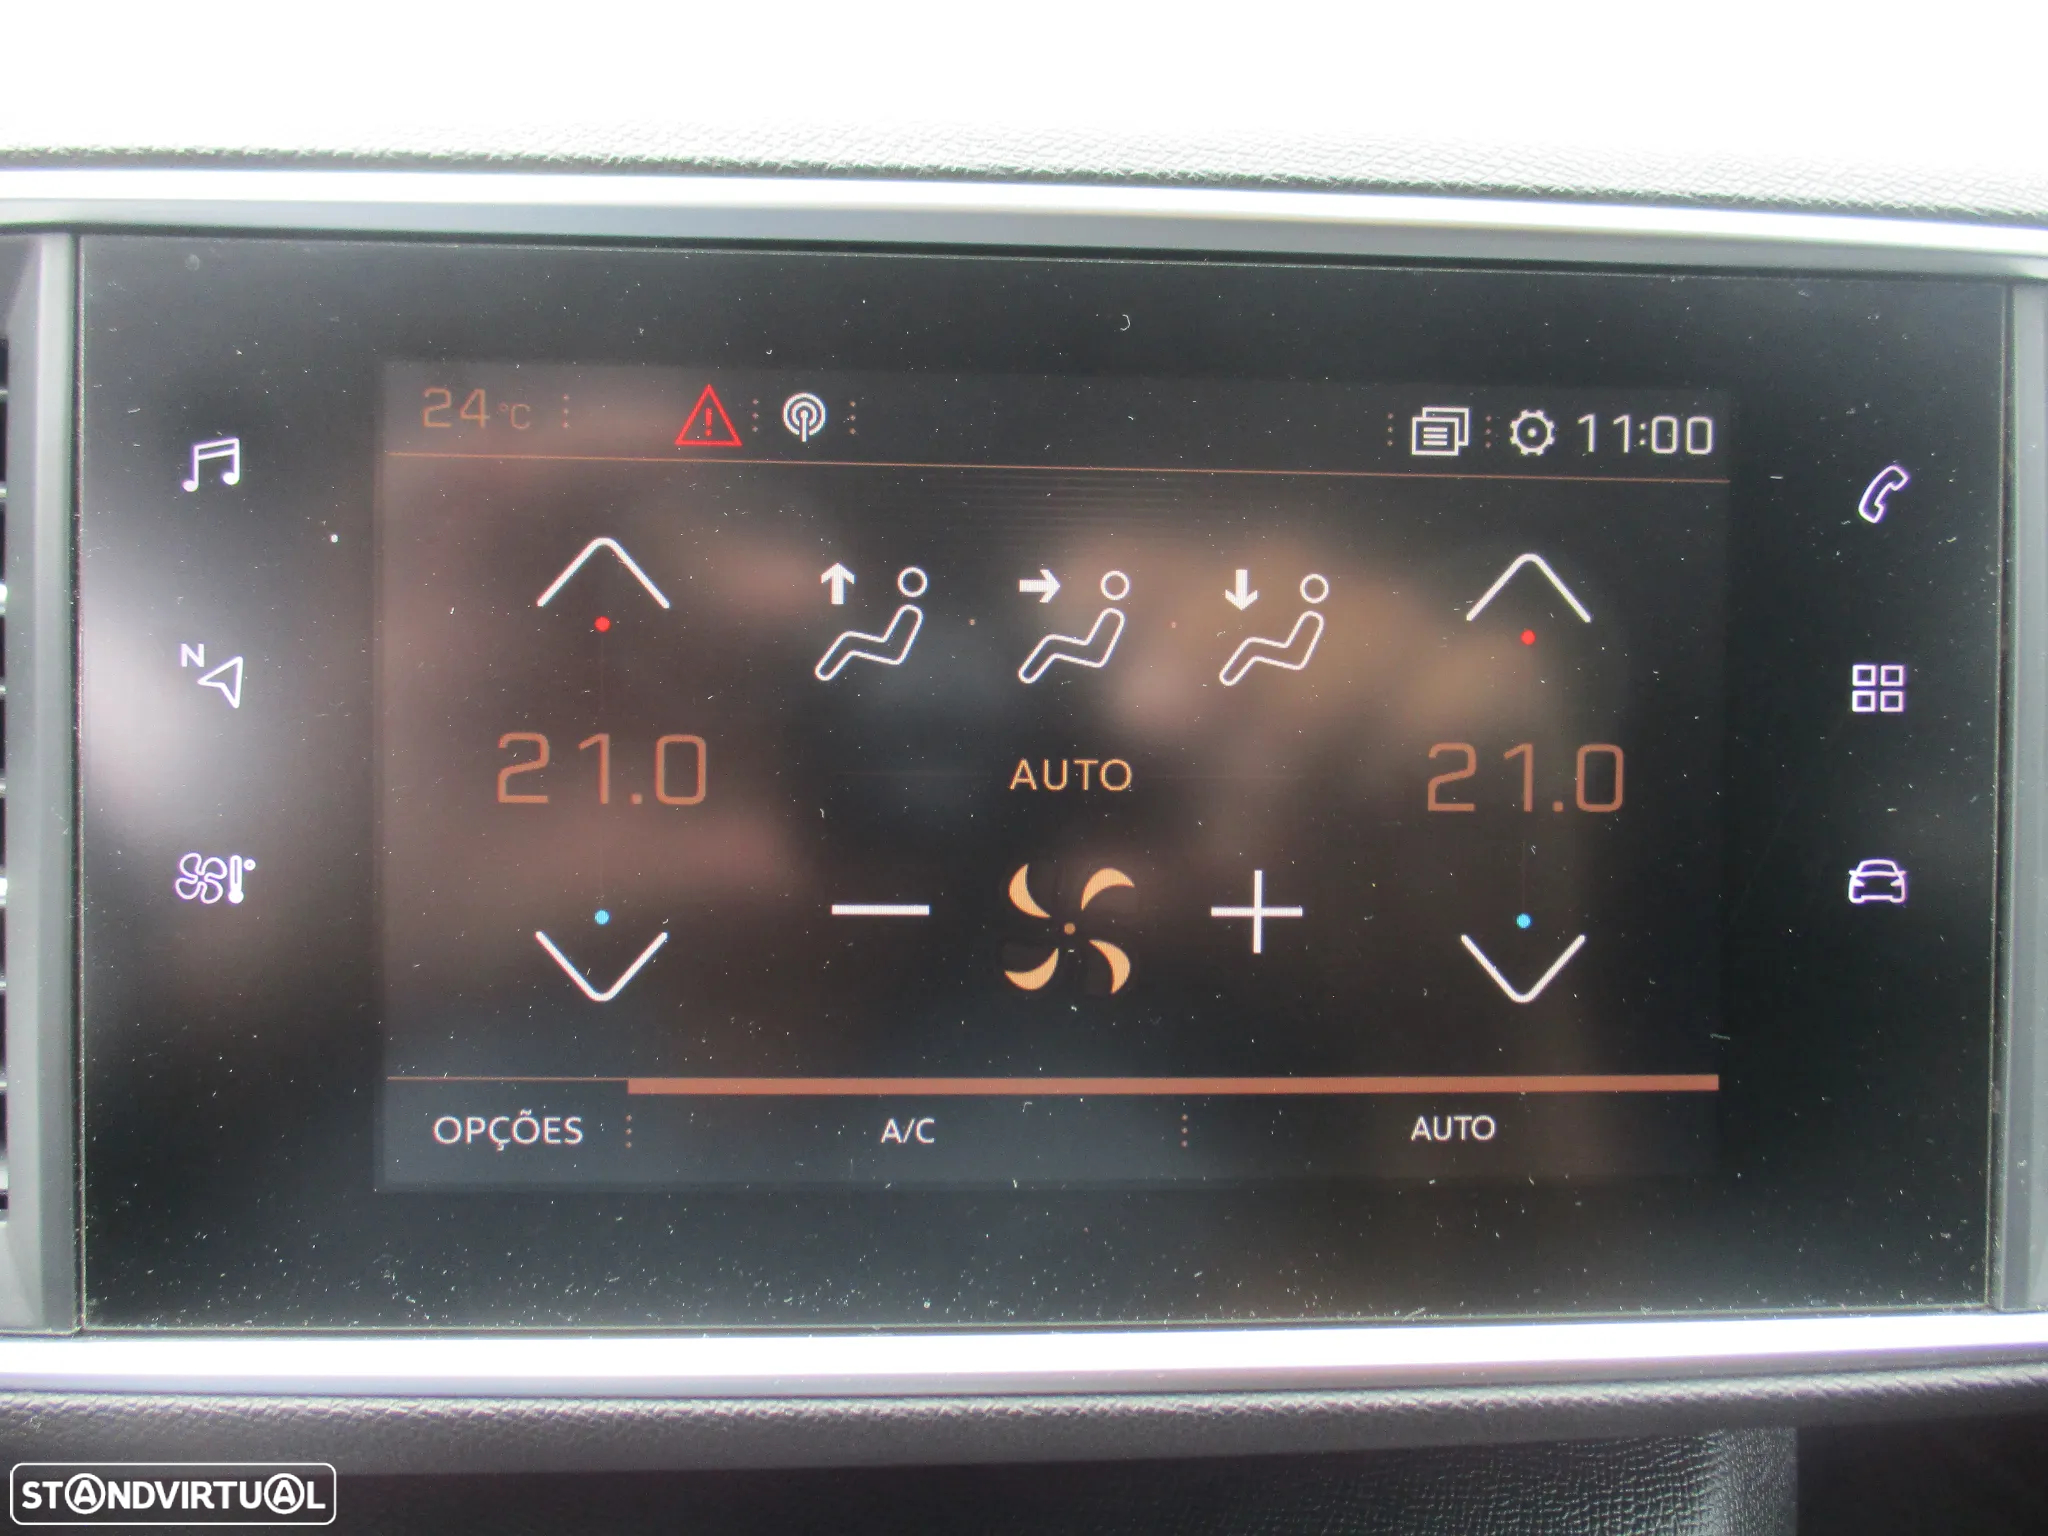 24°C 11:00
N
21.0 AUTO 21.0
OPÇÕES A/C AUTO
STANDVIRTUAL